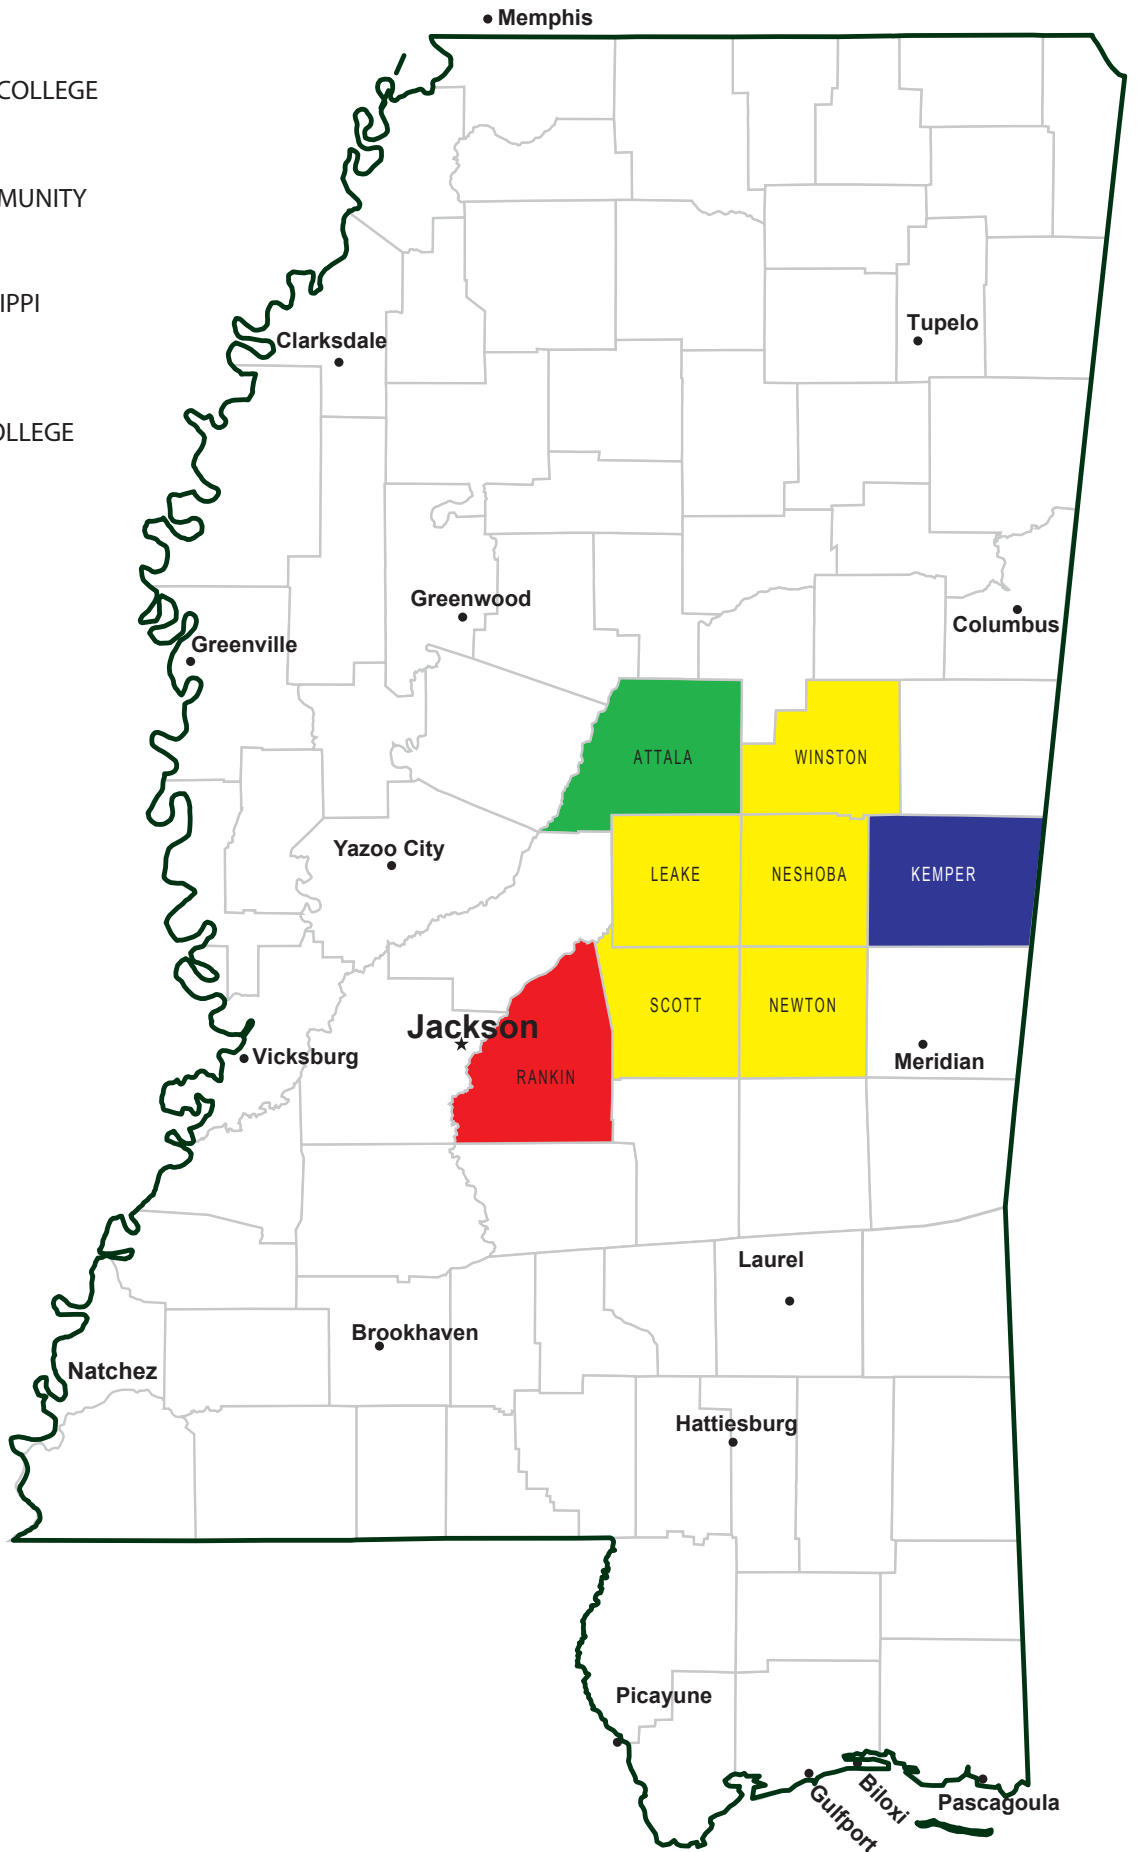 Memphis
COLLEGE
MUNITY
IPPI
Tupelo
Clarksdale
OLLEGE
Greenwood
Columbus
Greenville
ATTALA
WINSTON
Yazoo City
LEAKE
NESHOBA
KEMPER
SCOTT
NEWTON
Jackson
Vicksburg
Meridian
RANKIN
Laurel
Brookhaven
Natchez
Hattiesburg
Picayune
Gulfport
Biloxi
Pascagoula